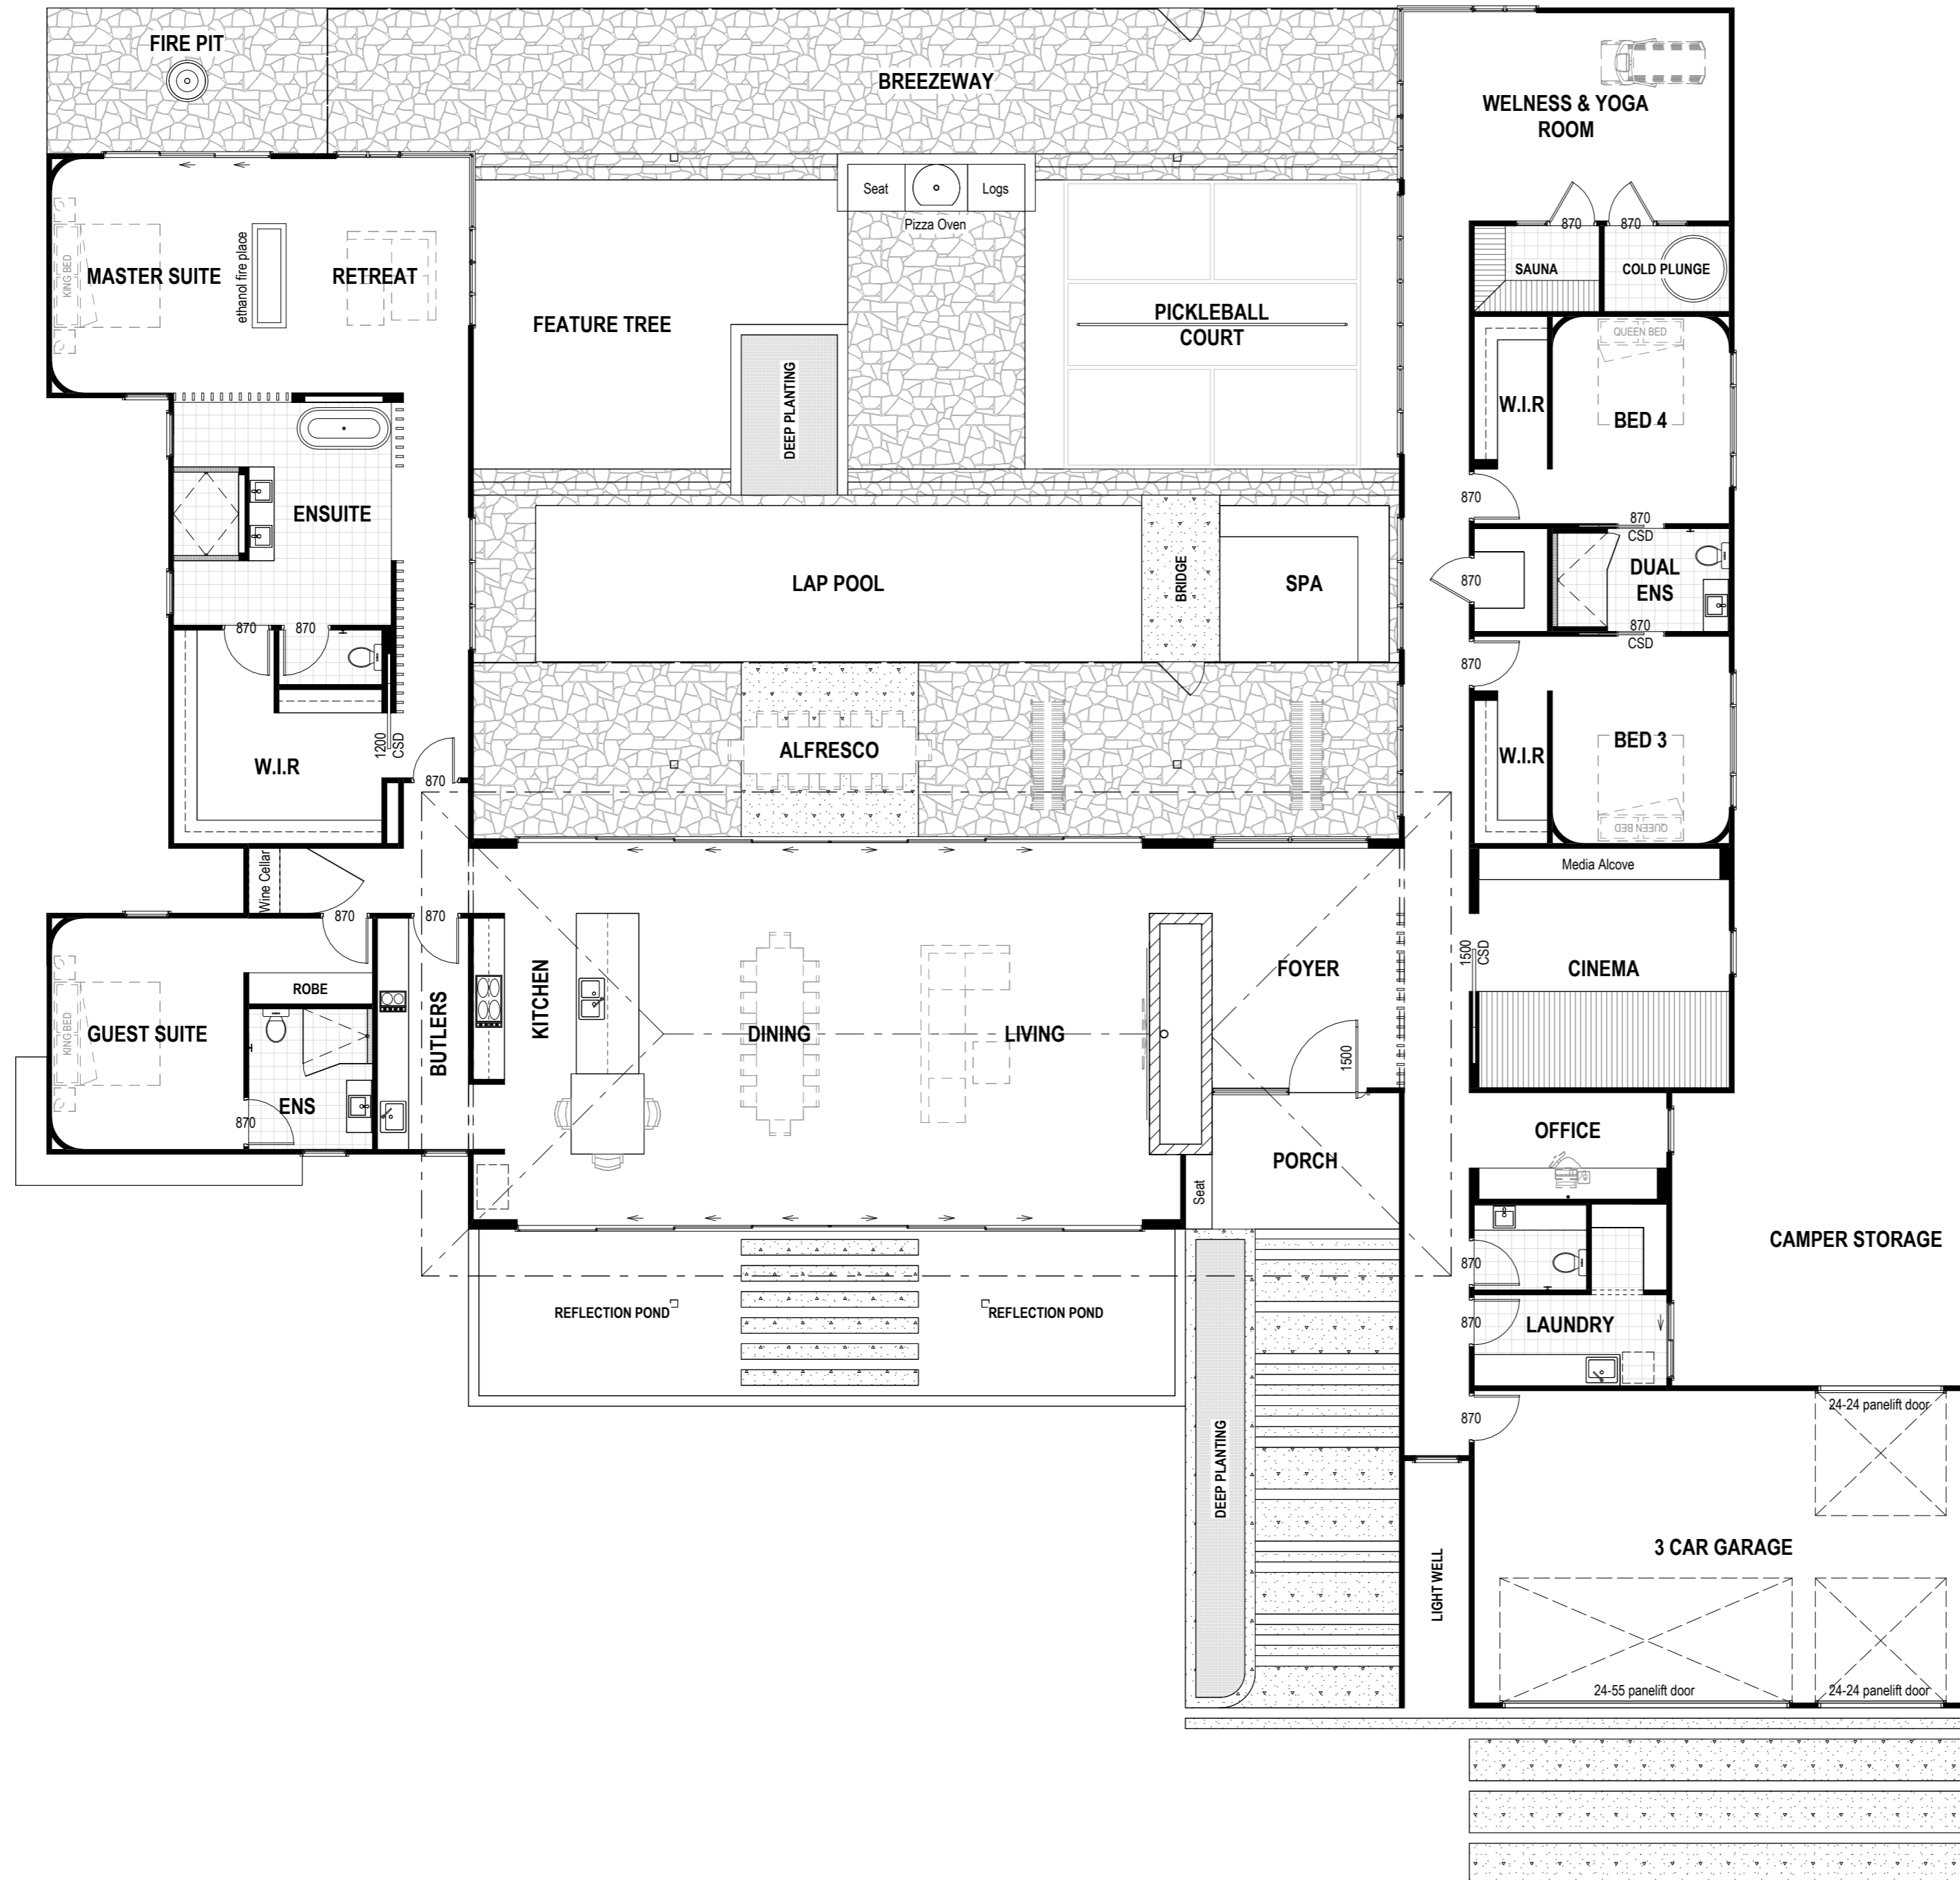 FIRE PIT
BREEZEWAY
WELNESS & YOGA
ROOM
Seat
Logs
Pizza Oven
870
870
SAUNA
COLD PLUNGE
KING BED
MASTER SUITE
ethanol fire place
RETREAT
FEATURE TREE
DEEP PLANTING
PICKLEBALL
COURT
QUEEN BED
W.I.R
BED 4
870
870
CSD
ENSUITE
LAP POOL
BRIDGE
SPA
870
DUAL
ENS
870
CSD
870
870
870
W.I.R
1200
CSD
870
ALFRESCO
W.I.R
BED 3
QUEEN BED
Wine Cellar
Media Alcove
870
870
KITCHEN
FOYER
1500
CSD
CINEMA
ROBE
KING BED
GUEST SUITE
BUTLERS
DINING
LIVING
1500
ENS
870
OFFICE
PORCH
Seat
CAMPER STORAGE
870
REFLECTION POND
REFLECTION POND
870
LAUNDRY
24-24 panelift door
870
DEEP PLANTING
3 CAR GARAGE
LIGHT WELL
24-55 panelift door
24-24 panelift door